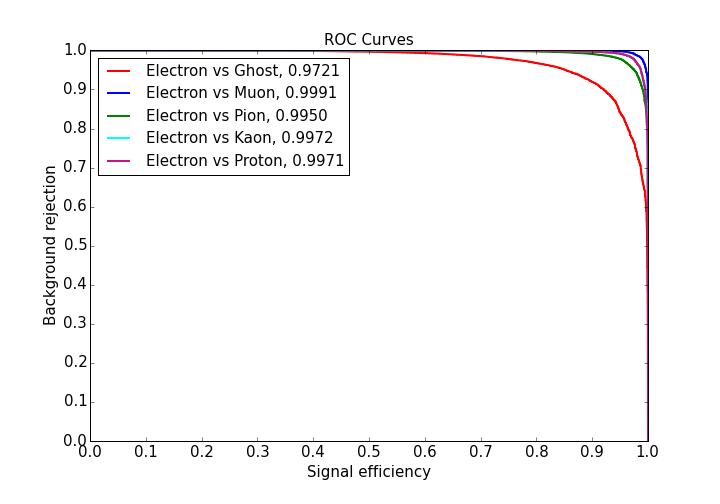 ROC Curves
1.0
0.9
0.8
0.7
0.6
0.5
0.4
0.3
0.2
0.1
0.0
Background rejection
Electron vs Ghost, 0.9721
Electron vs Muon, 0.9991
Electron vs Pion, 0.9950
Electron vs Kaon, 0.9972
Electron vs Proton, 0.9971
0.0 0.1 0.2 0.3 0.4 0.5 0.6 0.7 0.8 0.9 1.0
Signal efficiency